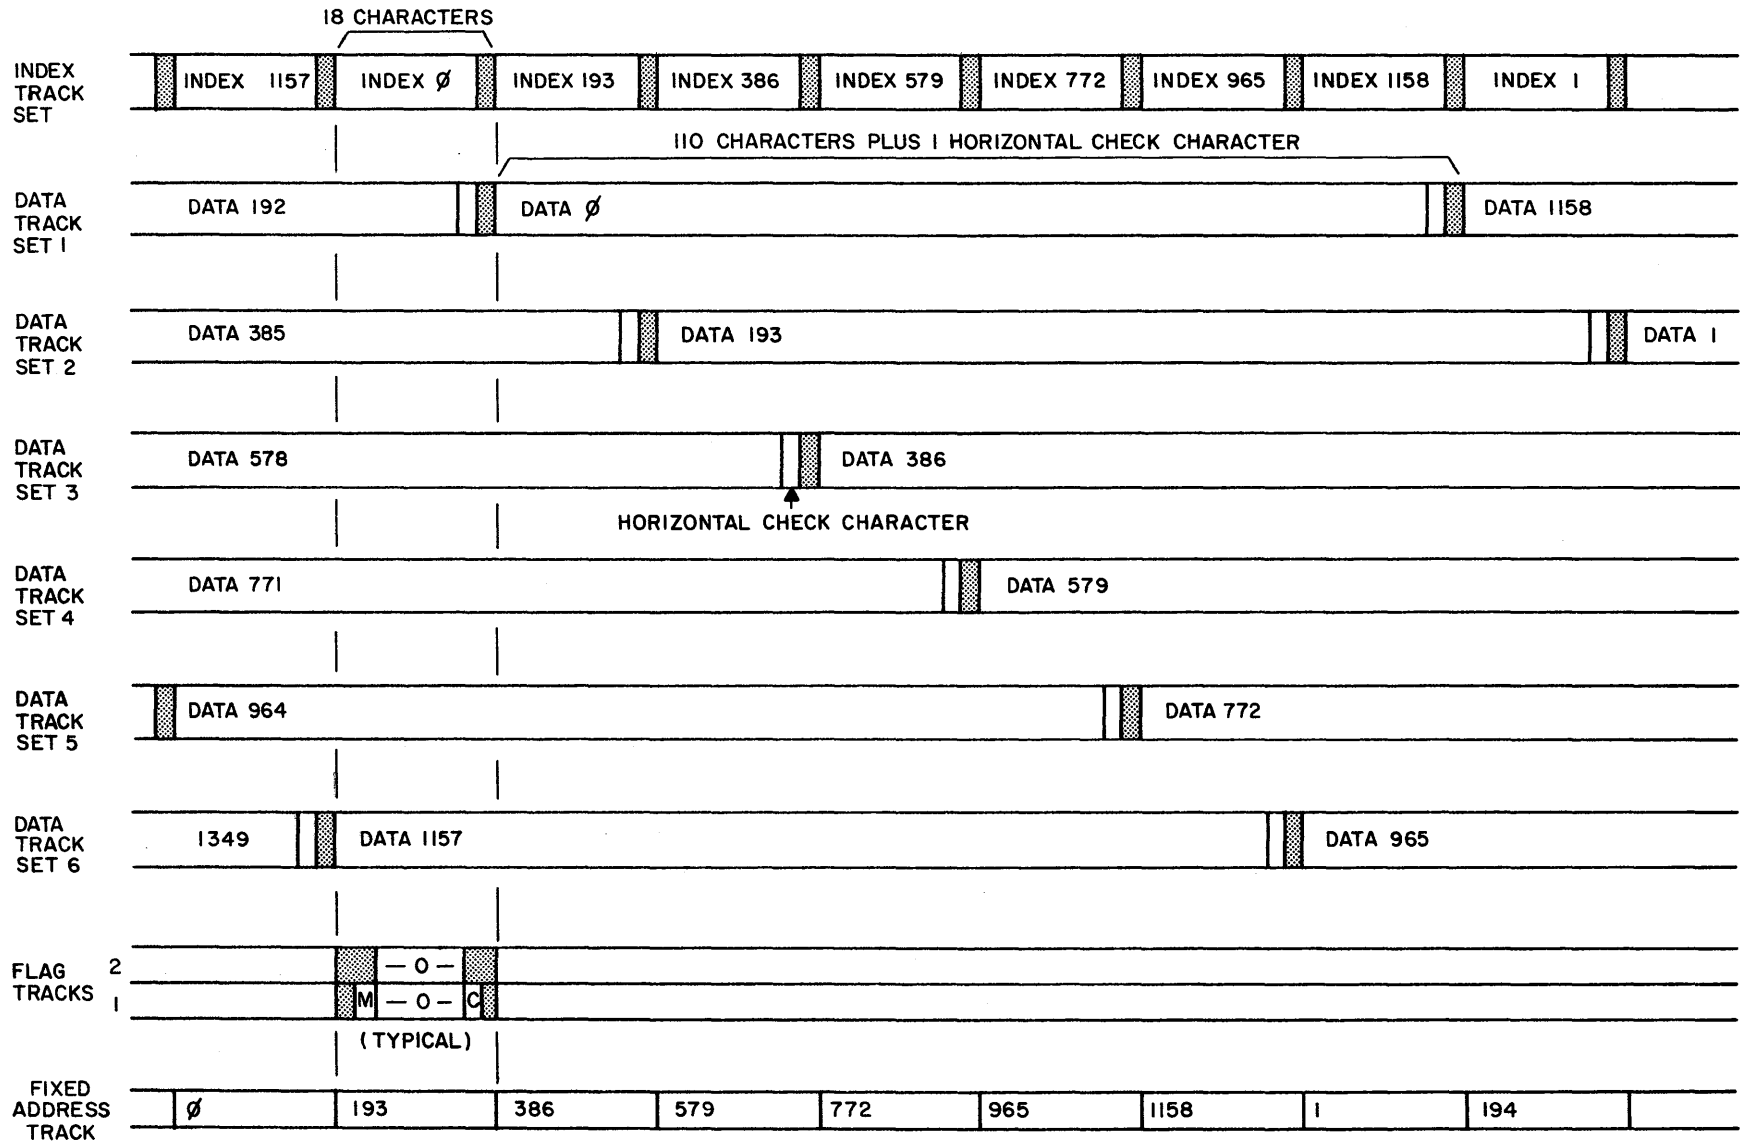 18 CHARACTERS
INDEX
TRACK
SET
INDEX 1157 INDEX Ø INDEX 193 INDEX 386 INDEX 579 INDEX 772 INDEX 965 INDEX 1158 INDEX 1
110 CHARACTERS PLUS 1 HORIZONTAL CHECK CHARACTER
DATA
TRACK
SET 1
DATA 192 DATA Ø DATA 1158
DATA
TRACK
SET 2
DATA 385 DATA 193 DATA 1
DATA
TRACK
SET 3
DATA 578 DATA 386
HORIZONTAL CHECK CHARACTER
DATA
TRACK
SET 4
DATA 771 DATA 579
DATA
TRACK
SET 5
DATA 964 DATA 772
DATA
TRACK
SET 6
1349 DATA 1157 DATA 965
FLAG
TRACKS
2 — O —
1 M — O — C
(TYPICAL)
FIXED
ADDRESS
TRACK
Ø 193 386 579 772 965 1158 1 194